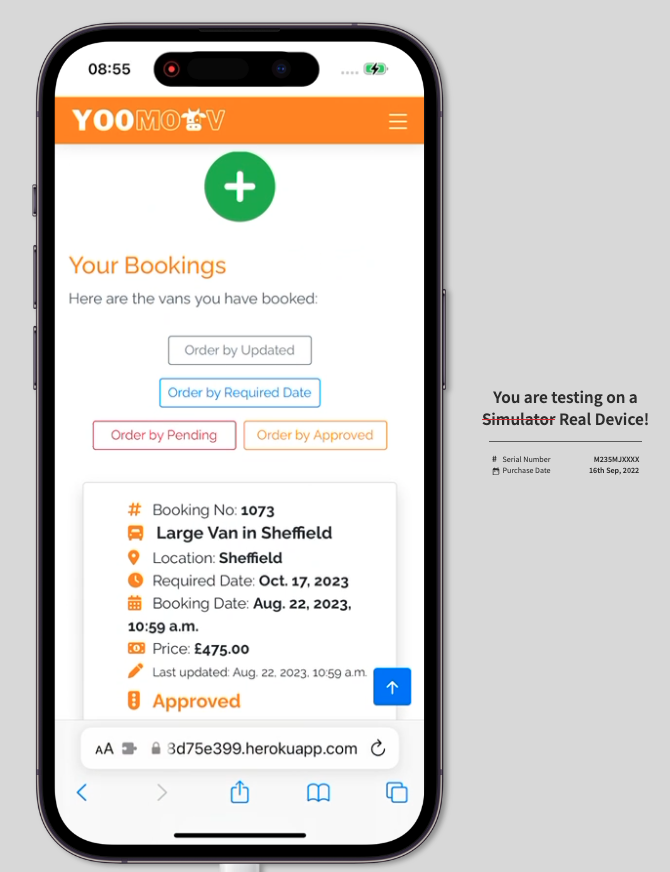 08:55
YOOMOOV
Your Bookings
Here are the vans you have booked:
Order by Updated
Order by Required Date
Order by Pending
Order by Approved
# Booking No: 1073
Large Van in Sheffield
Location: Sheffield
Required Date: Oct. 17, 2023
Booking Date: Aug. 22, 2023,
10:59 a.m.
Price: £475.00
Last updated: Aug. 22, 2023, 10:59 a.m.
Approved
AA 3d75e399.herokuapp.com
You are testing on a
Simulator Real Device!
# Serial Number M235MJXXXX
Purchase Date 16th Sep, 2022